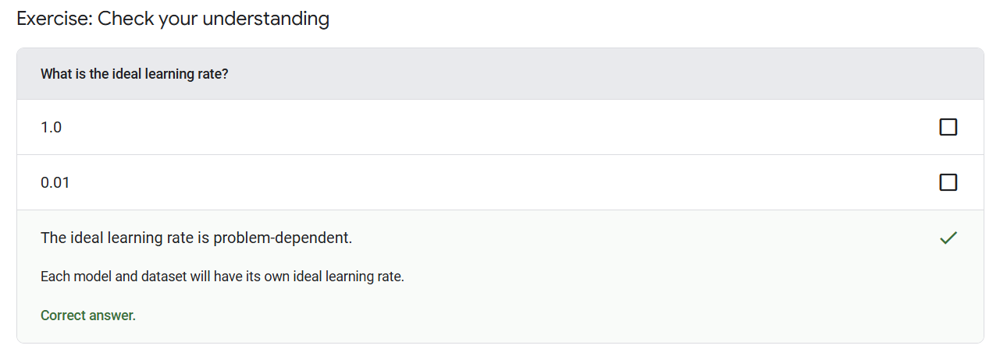 Exercise: Check your understanding
What is the ideal learning rate?
1.0
0.01
The ideal learning rate is problem-dependent.
Each model and dataset will have its own ideal learning rate.
Correct answer.